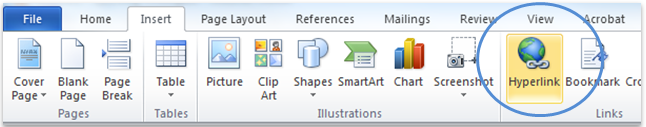 File Home Insert Page Layout References Mailings Review View Acrobat
Cover Blank Page Table Picture Clip Shapes SmartArt Chart Screenshot Hyperlink Bookmark Cro
Page Page Break Art
Pages Tables Illustrations Links